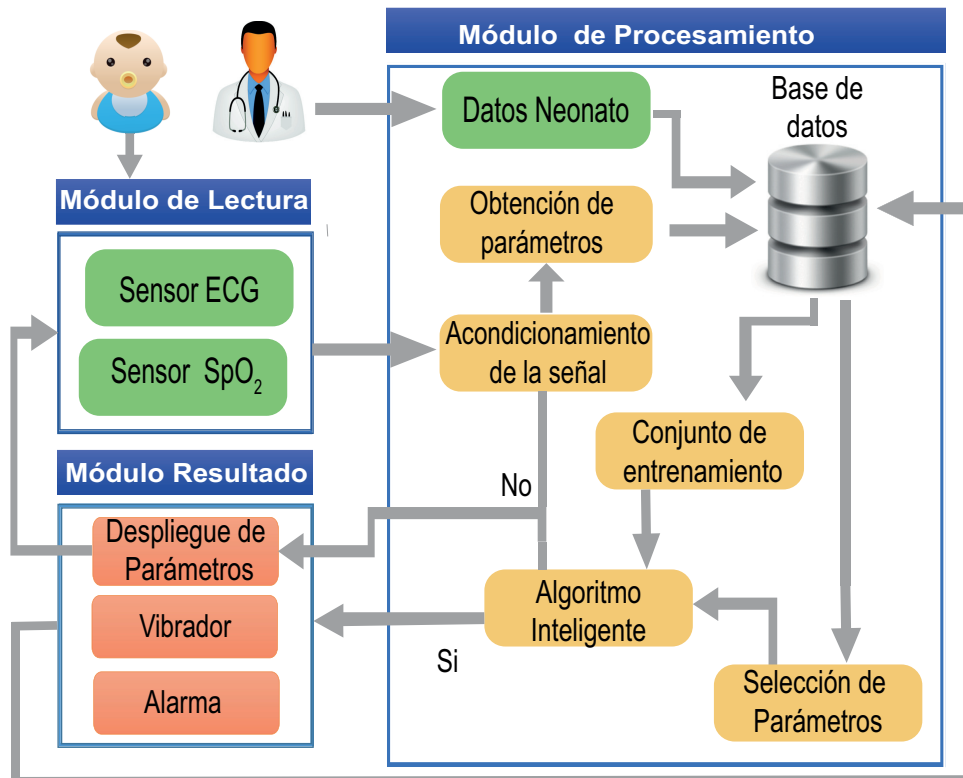 Módulo de Procesamiento
Datos Neonato
Base de
datos
Módulo de Lectura
Obtención de
parámetros
Sensor ECG
Acondicionamiento
de la señal
Sensor SpO₂
Conjunto de
entrenamiento
Módulo Resultado
No
Despliegue de
Parámetros
Algoritmo
Inteligente
Vibrador
Si
Selección de
Parámetros
Alarma